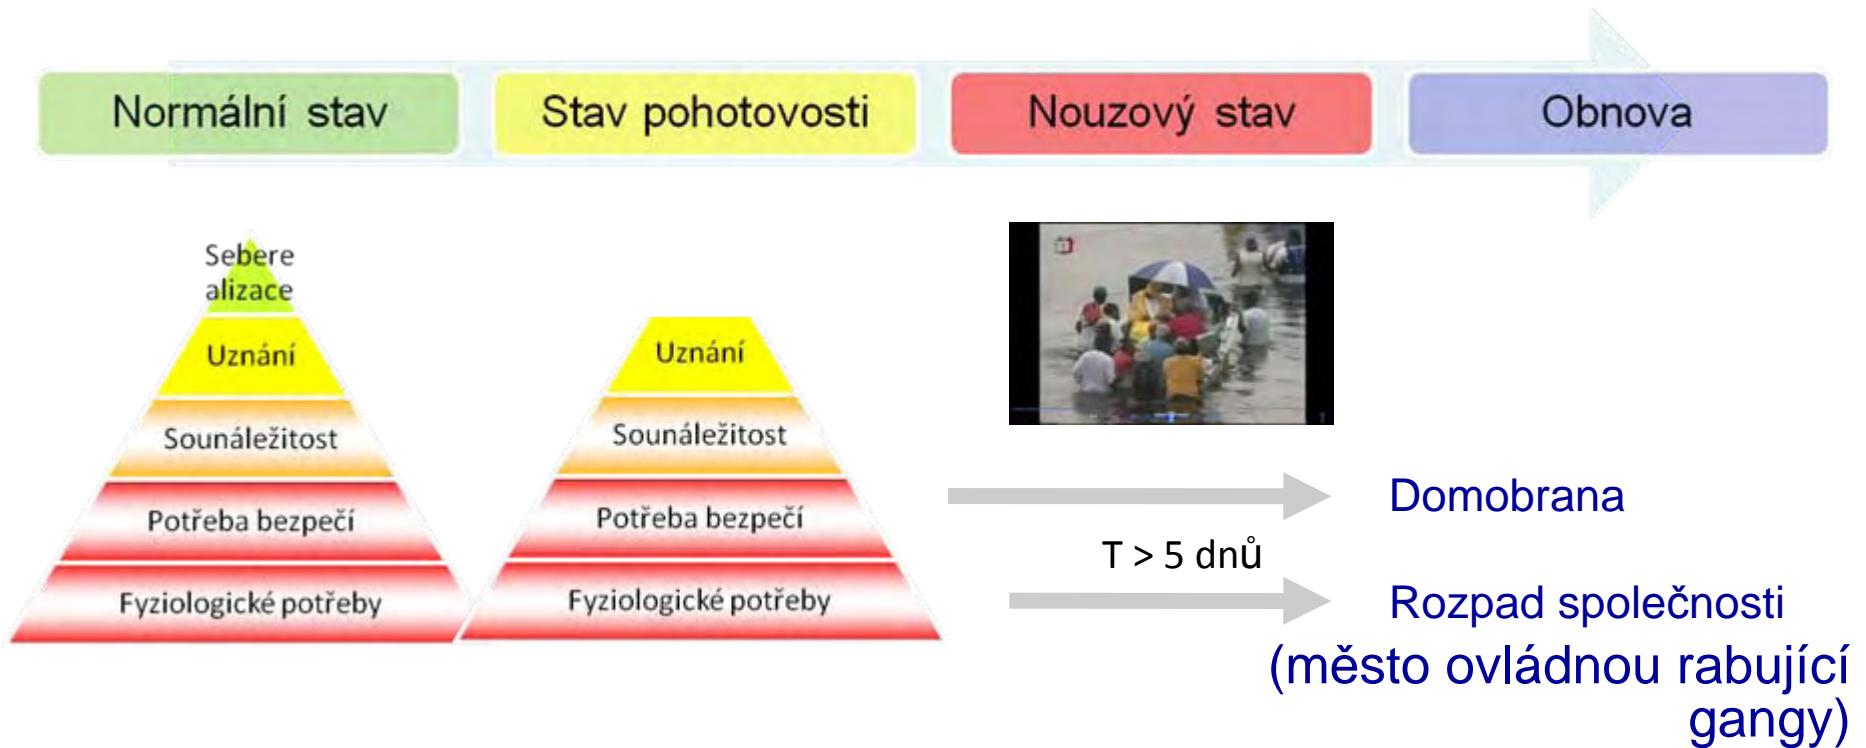 Normální stav
Stav pohotovosti
Nouzový stav
Obnova
Sebere
alizace
Uznání
Sounáležitost
Potřeba bezpečí
Fyziologické potřeby
Uznání
Sounáležitost
Potřeba bezpečí
Fyziologické potřeby
Domobrana
T > 5 dnů
Rozpad společnosti
(město ovládnou rabující
gangy)